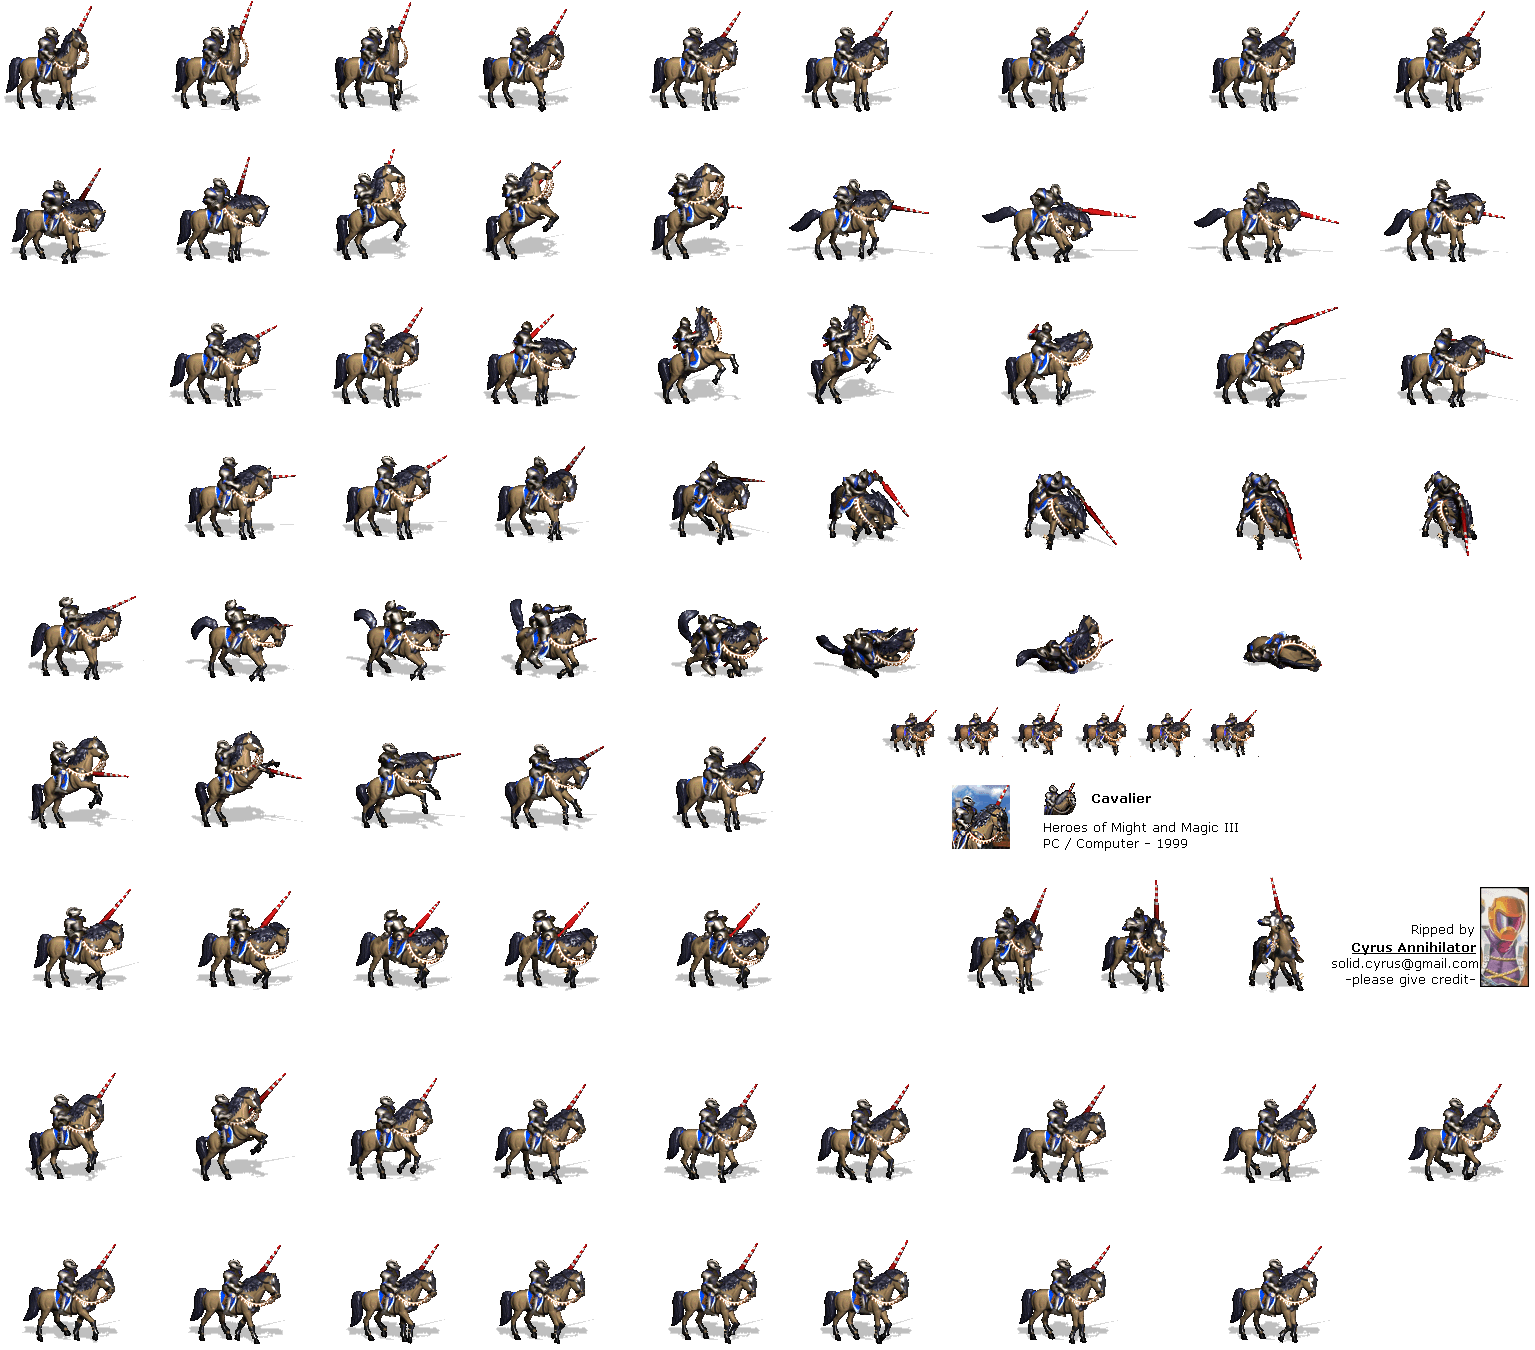 Cavalier
Heroes of Might and Magic III
PC / Computer - 1999
Ripped by
Cyrus Annihilator
solid.cyrus@gmail.com
-please give credit-